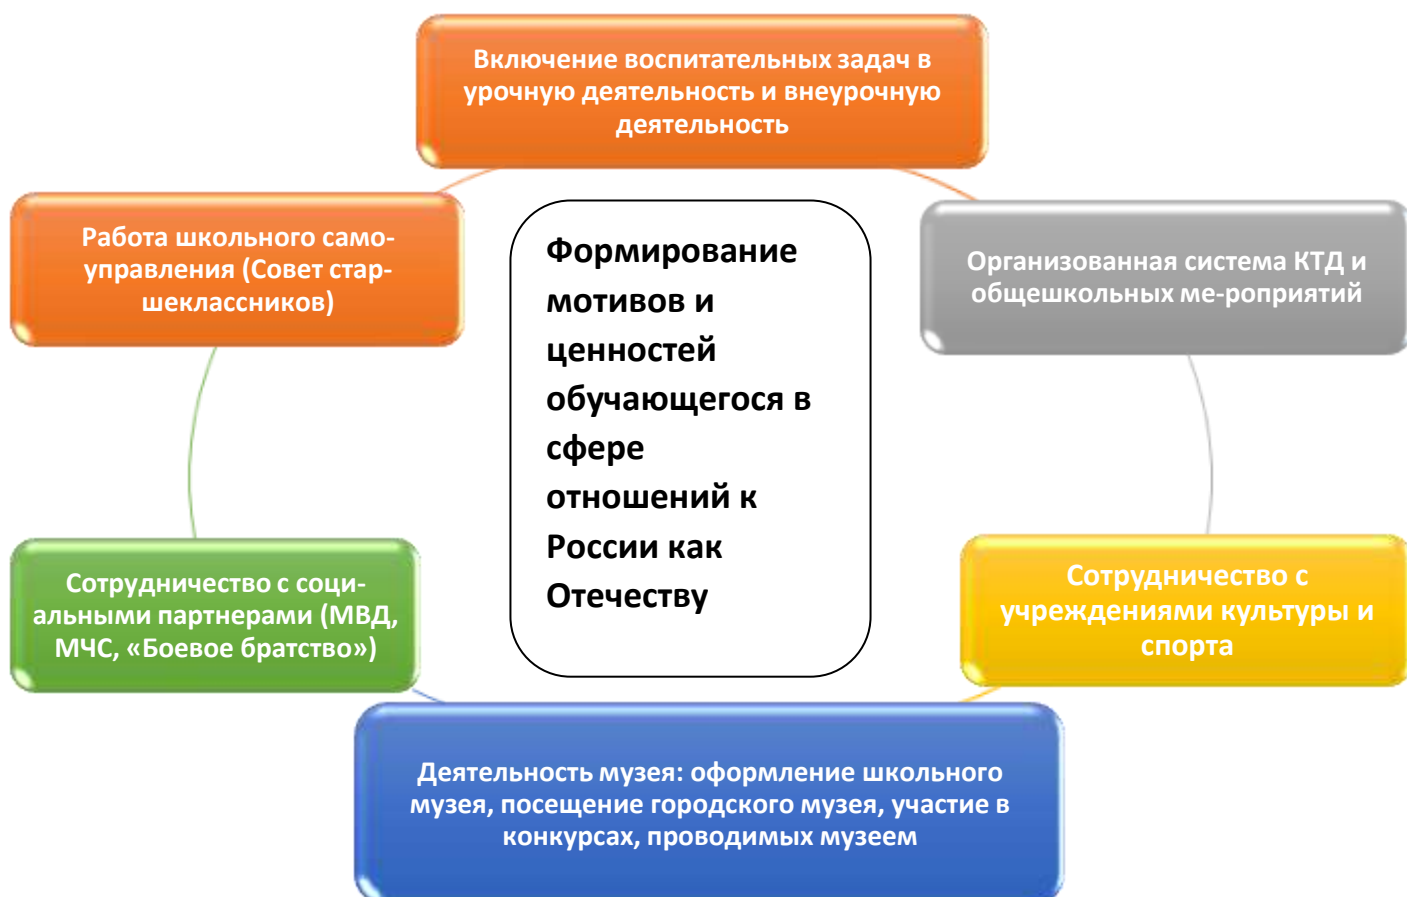 Включение воспитательных задач в
урочную деятельность и внеурочную
деятельность
Работа школьного само-
управления (Совет стар-
шеклассников)
Формирование
мотивов и
ценностей
обучающегося в
сфере
отношений к
России как
Отечеству
Организованная система КТД и
общешкольных ме-роприятий
Сотрудничество с соци-
альными партнерами (МВД,
МЧС, «Боевое братство»)
Сотрудничество с
учреждениями культуры и
спорта
Деятельность музея: оформление школьного
музея, посещение городского музея, участие в
конкурсах, проводимых музеем